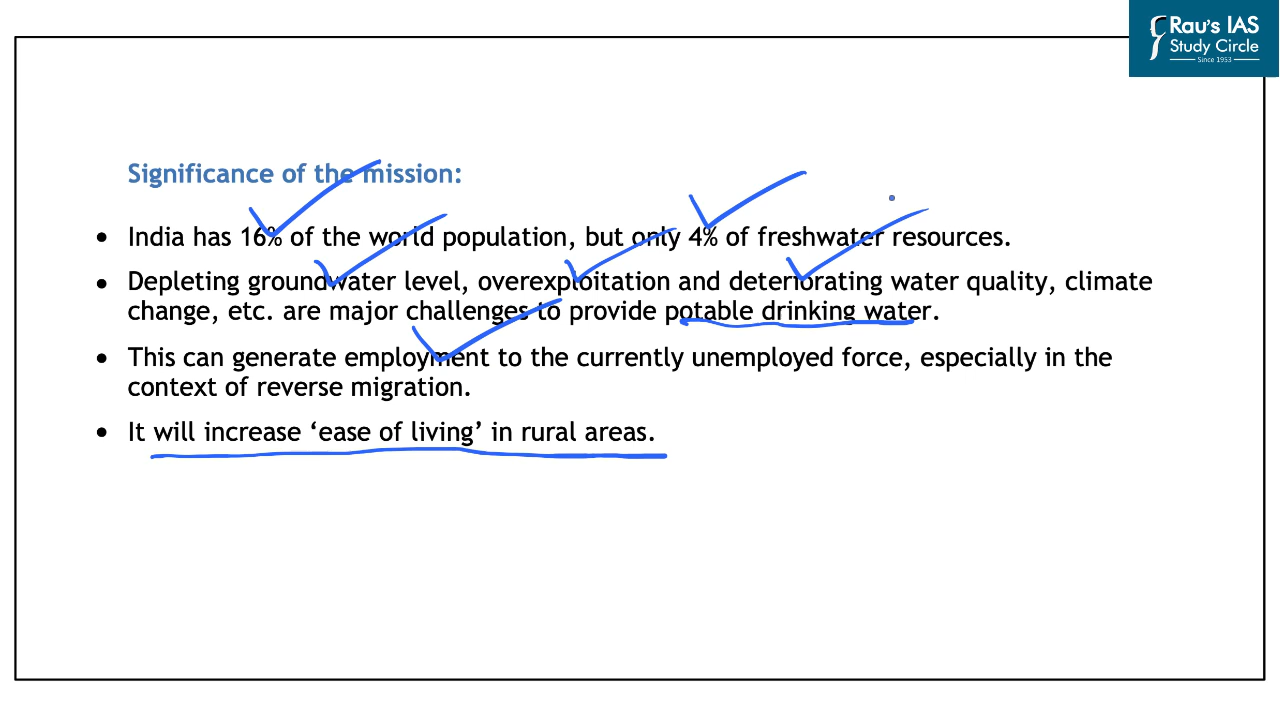 Rau's IAS
Study Circle
Since 1953
Significance of the mission:
• India has 16% of the world population, but only 4% of freshwater resources.
• Depleting groundwater level, overexploitation and deteriorating water quality, climate
change, etc. are major challenges to provide potable drinking water.
• This can generate employment to the currently unemployed force, especially in the
context of reverse migration.
• It will increase ‘ease of living’ in rural areas.